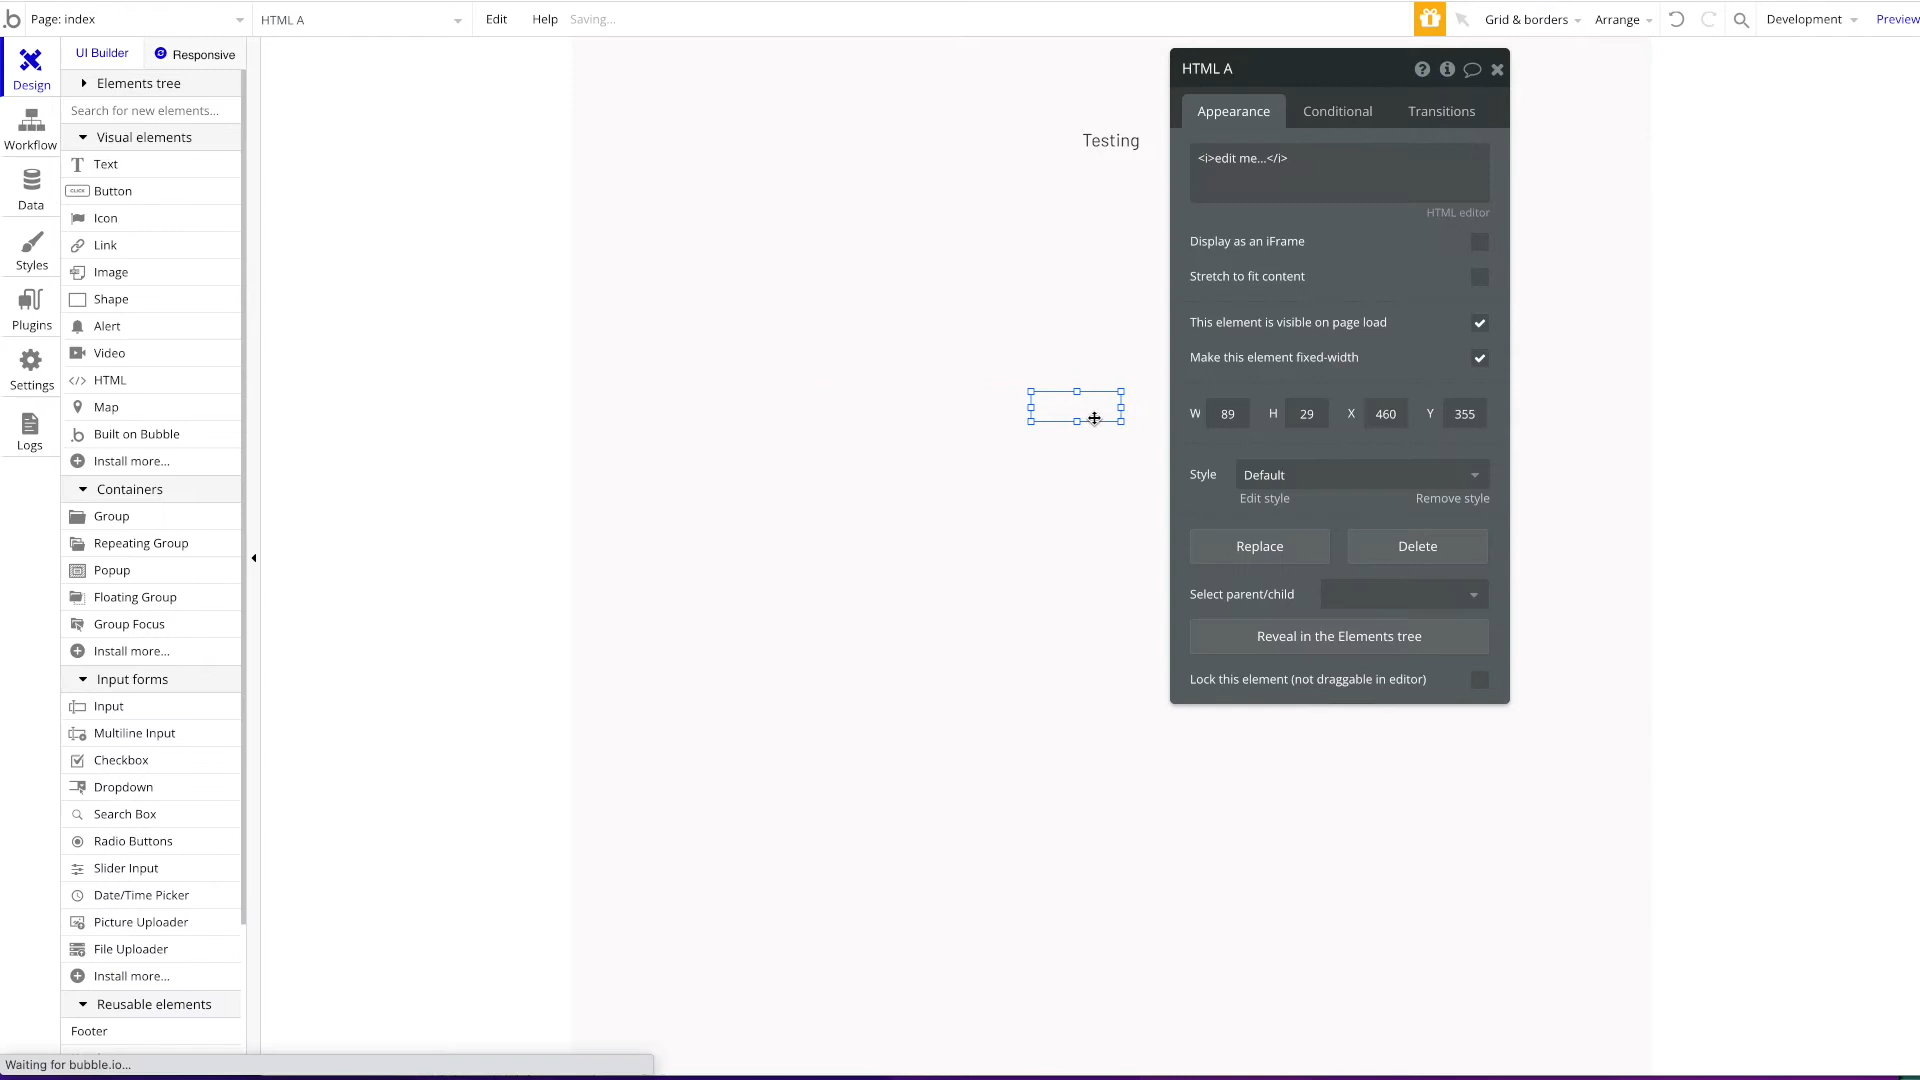 Page: index
HTML A
Edit
Help
Saving...
Grid & borders
Arrange
Development
Preview
UI Builder
Responsive
Design
Workflow
Data
Styles
Plugins
Settings
Logs
Elements tree
Search for new elements...
Visual elements
Text
CLICK
Button
Icon
Link
Image
Shape
Alert
Video
</> HTML
Map
Built on Bubble
Install more...
Containers
Group
Repeating Group
Popup
Floating Group
Group Focus
Install more...
Input forms
Input
Multiline Input
Checkbox
Dropdown
Search Box
Radio Buttons
Slider Input
Date/Time Picker
Picture Uploader
File Uploader
Install more...
Reusable elements
Footer
Waiting for bubble.io...
Testing
HTML A
Appearance
Conditional
Transitions
<i>edit me...</i>
HTML editor
Display as an iFrame
Stretch to fit content
This element is visible on page load
Make this element fixed-width
W 89 H 29 X 460 Y 355
Style Default
Edit style
Remove style
Replace
Delete
Select parent/child
Reveal in the Elements tree
Lock this element (not draggable in editor)